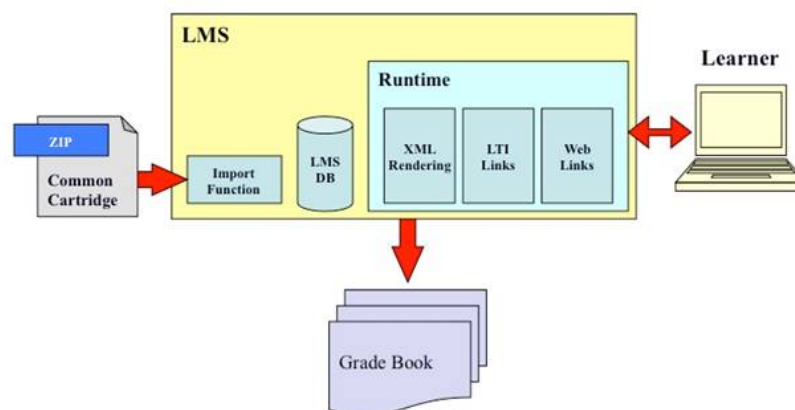 LMS
Learner
Runtime
ZIP
Common
Cartridge
Import
Function
LMS
DB
XML
Rendering
LTI
Links
Web
Links
Grade Book